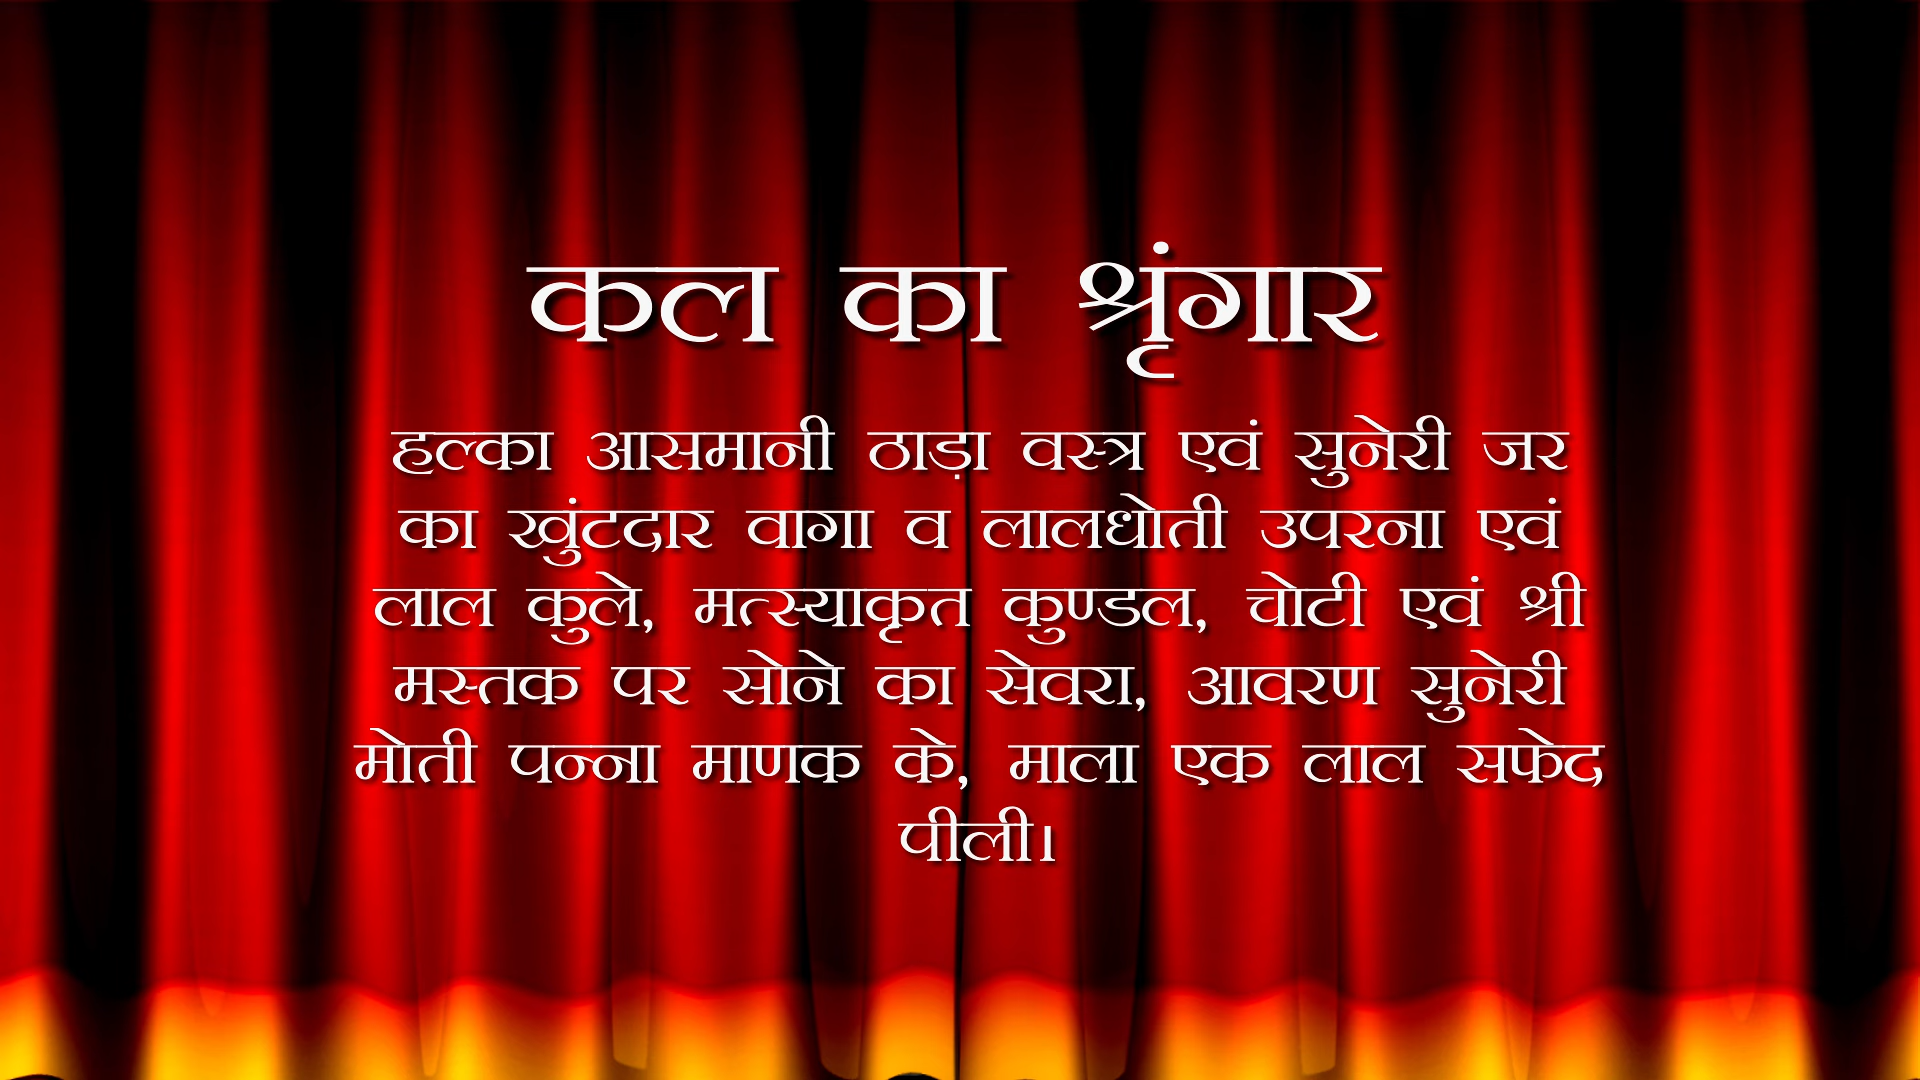 कल का श्रृंगार
हल्का आसमानी ठाड़ा वस्त्र एवं सुनेरी जर
का खुंटदार वागा व लालधोती उपरना एवं
लाल कुले, मत्स्याकृत कुण्डल, चोटी एवं श्री
मस्तक पर सोने का सेवरा, आवरण सुनेरी
मोती पन्ना माणक के, माला एक लाल सफेद
पीली।